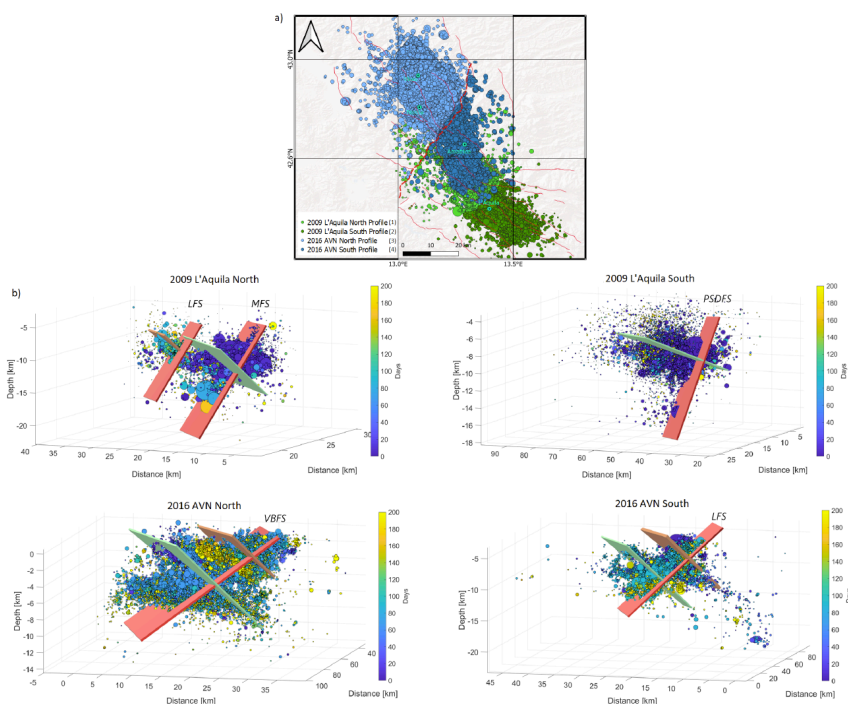 a)
43.0°N
42.6°N
2009 L'Aquila North Profile (1)
2009 L'Aquila South Profile (2)
2016 AVN North Profile (3)
2016 AVN South Profile (4)
0 10 20 km
13.0°E 13.5°E
b)
2009 L'Aquila North
LFS MFS
Depth [km]
-5
-10
-15
-20
40 35 30 25 20 15 10 5
Distance [km]
20
30
Distance [km]
200
180
160
140
120
100
80
60
40
20
0
Days
2009 L'Aquila South
PSDFS
Depth [km]
-4
-6
-8
-10
-12
-14
-16
-18
90 80 70 60 50 40 30 20
Distance [km]
25 20 15 10 5
Distance [km]
200
180
160
140
120
100
80
60
40
20
0
Days
2016 AVN North
VBFS
Depth [km]
0
-2
-4
-6
-8
-10
-12
-14
-5 0 5 10 15 20 25 30 35
Distance [km]
100 80 60 40
Distance [km]
200
180
160
140
120
100
80
60
40
20
0
Days
2016 AVN South
LFS
Depth [km]
0
-5
-10
-15
-20
45 40 35 30 25 20 15 10 5 0
Distance [km]
0 20 40 60 80
Distance [km]
200
180
160
140
120
100
80
60
40
20
0